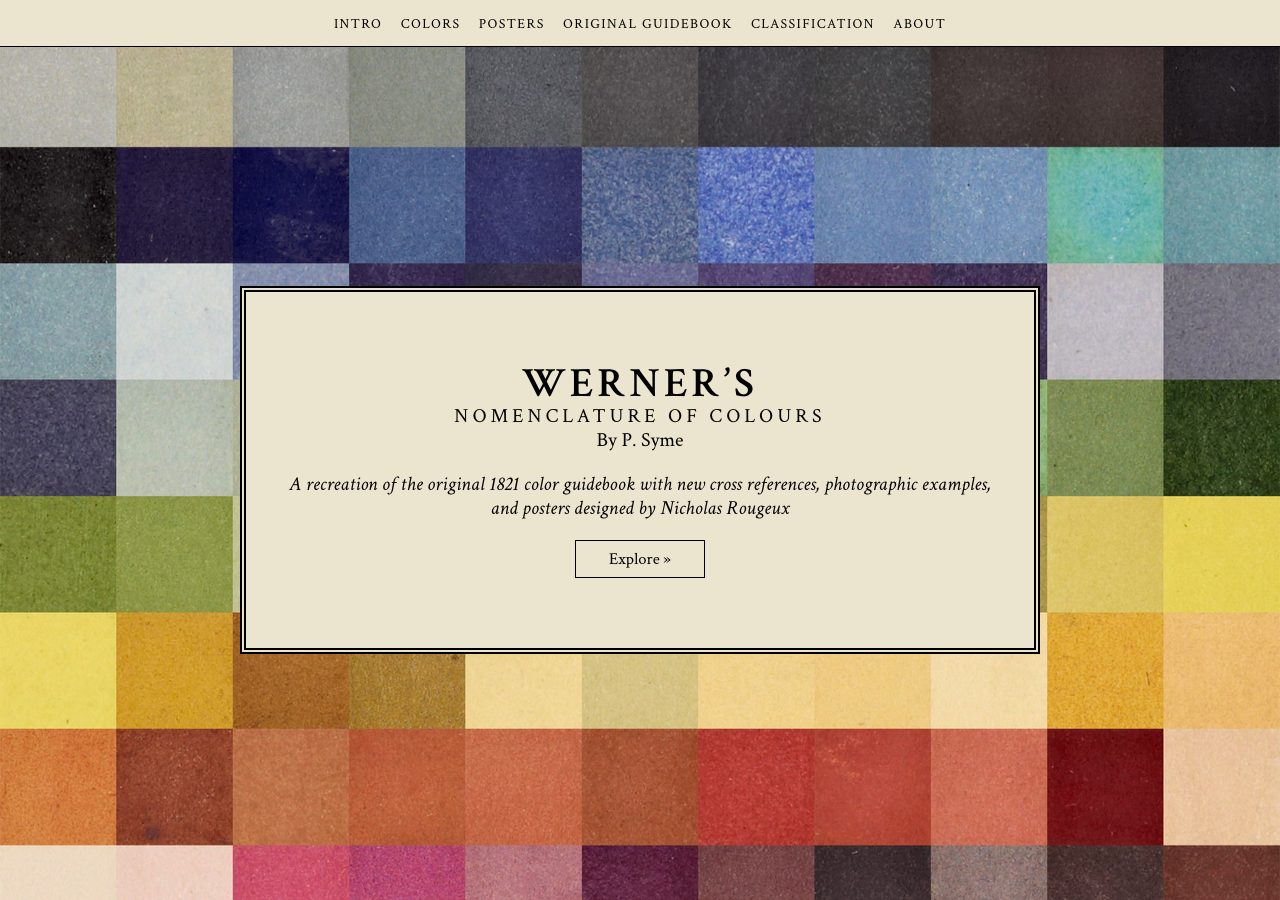 INTRO COLORS POSTERS ORIGINAL GUIDEBOOK CLASSIFICATION ABOUT
WERNER’S
NOMENCLATURE OF COLOURS
By P. Syme
A recreation of the original 1821 color guidebook with new cross references, photographic examples,
and posters designed by Nicholas Rougeux
Explore »